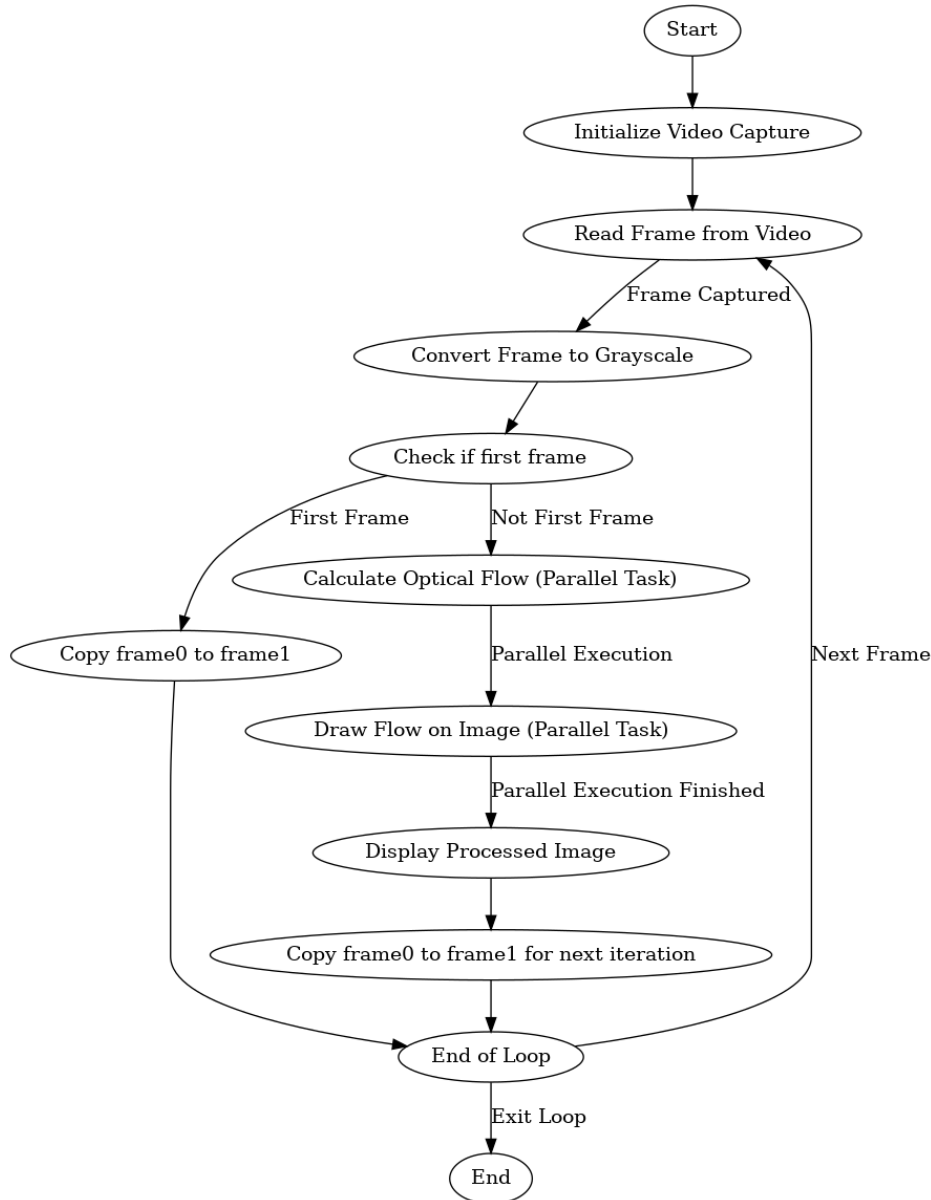 Start
Initialize Video Capture
Read Frame from Video
Frame Captured
Convert Frame to Grayscale
Check if first frame
First Frame
Not First Frame
Calculate Optical Flow (Parallel Task)
Copy frame0 to frame1
Parallel Execution
Next Frame
Draw Flow on Image (Parallel Task)
Parallel Execution Finished
Display Processed Image
Copy frame0 to frame1 for next iteration
End of Loop
Exit Loop
End